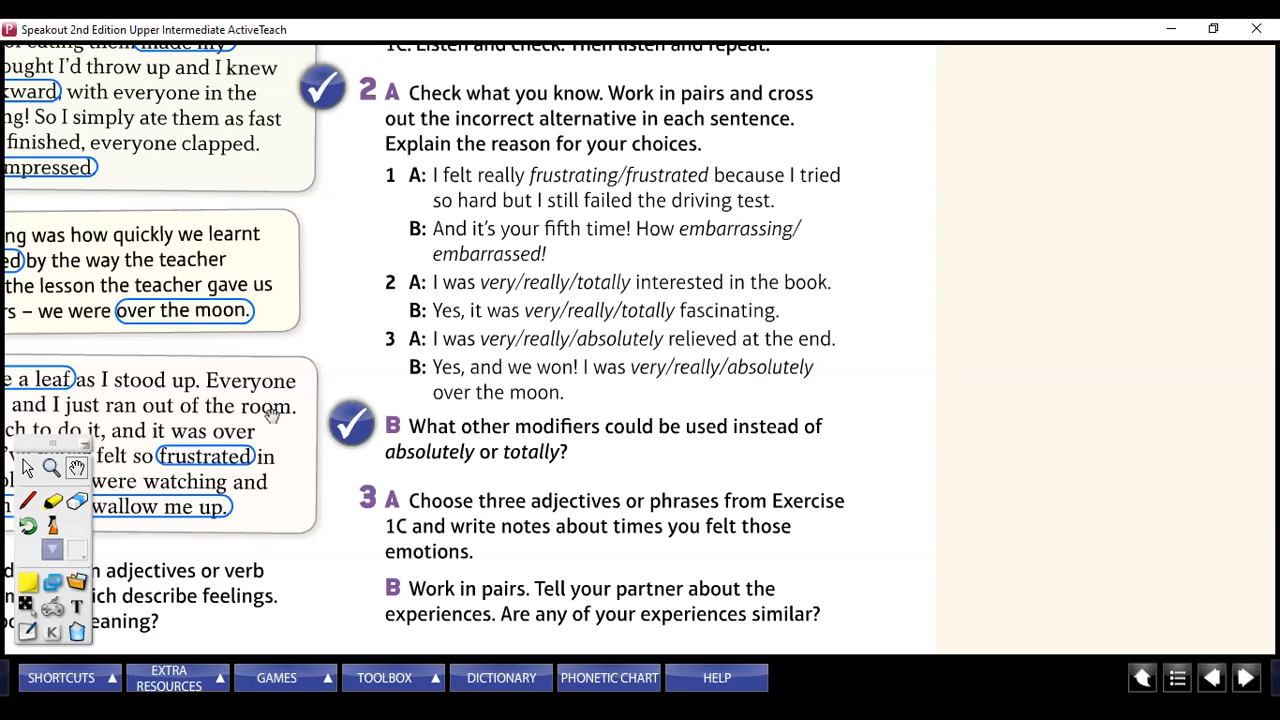 Speakout 2nd Edition Upper Intermediate ActiveTeach
of eating them made my
ought I'd throw up and I knew
kward, with everyone in the
ng! So I simply ate them as fast
finished, everyone clapped.
mpressed
ng was how quickly we learnt
ed by the way the teacher
the lesson the teacher gave us
rs – we were over the moon.
e a leaf as I stood up. Everyone
and I just ran out of the room.
ch to do it, and it was over
felt so frustrated in
were watching and
wallow me up.
adjectives or verb
ich describe feelings.
eaning?
1C. Listen and check. Then listen and repeat.
2 A Check what you know. Work in pairs and cross
out the incorrect alternative in each sentence.
Explain the reason for your choices.
1 A: I felt really frustrating/frustrated because I tried
so hard but I still failed the driving test.
B: And it's your fifth time! How embarrassing/
embarrassed!
2 A: I was very/really/totally interested in the book.
B: Yes, it was very/really/totally fascinating.
3 A: I was very/really/absolutely relieved at the end.
B: Yes, and we won! I was very/really/absolutely
over the moon.
B What other modifiers could be used instead of
absolutely or totally?
3 A Choose three adjectives or phrases from Exercise
1C and write notes about times you felt those
emotions.
B Work in pairs. Tell your partner about the
experiences. Are any of your experiences similar?
SHORTCUTS
EXTRA
RESOURCES
GAMES
TOOLBOX
DICTIONARY
PHONETIC CHART
HELP